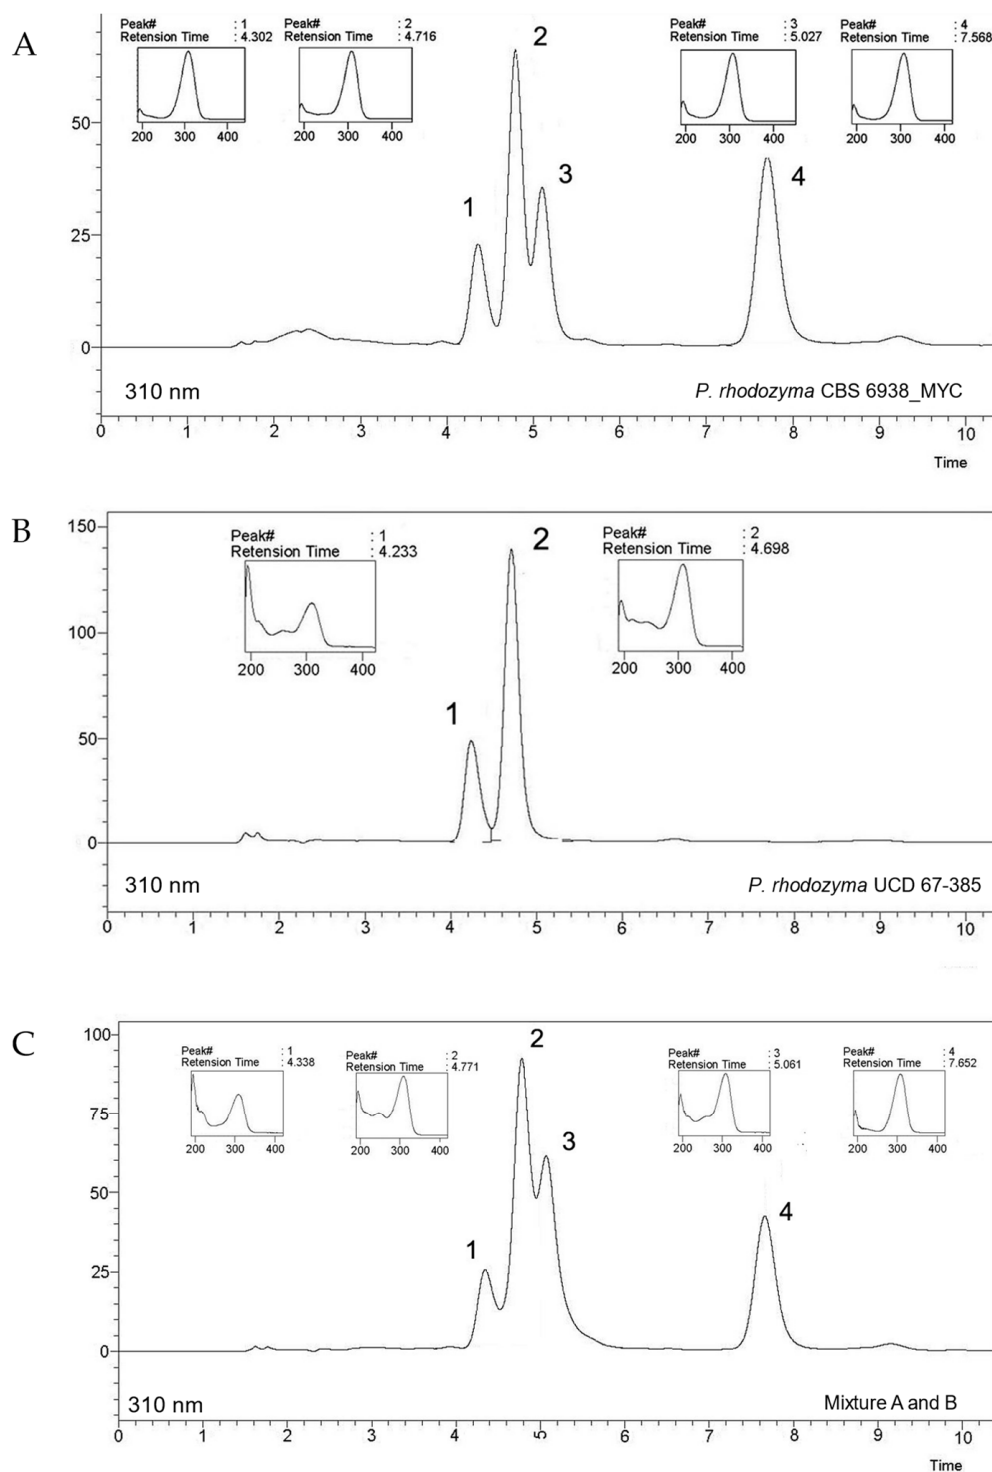 A
Peak# : 1
Retension Time : 4.302
200 300 400
Peak# : 2
Retension Time : 4.716
200 300 400
Peak# : 3
Retension Time : 5.027
200 300 400
Peak# : 4
Retension Time : 7.568
200 300 400
50
25
0
1
2
3
4
310 nm
P. rhodozyma CBS 6938_MYC
0 1 2 3 4 5 6 7 8 9 10
Time
B
Peak# : 1
Retension Time : 4.233
200 300 400
Peak# : 2
Retension Time : 4.698
200 300 400
150
100
50
0
1
2
310 nm
P. rhodozyma UCD 67-385
0 1 2 3 4 5 6 7 8 9 10
C
Peak# : 1
Retension Time : 4.338
200 300 400
Peak# : 2
Retension Time : 4.771
200 300 400
Peak# : 3
Retension Time : 5.061
200 300 400
Peak# : 4
Retension Time : 7.652
200 300 400
100
75
50
25
0
1
2
3
4
310 nm
Mixture A and B
0 1 2 3 4 5 6 7 8 9 10
Time